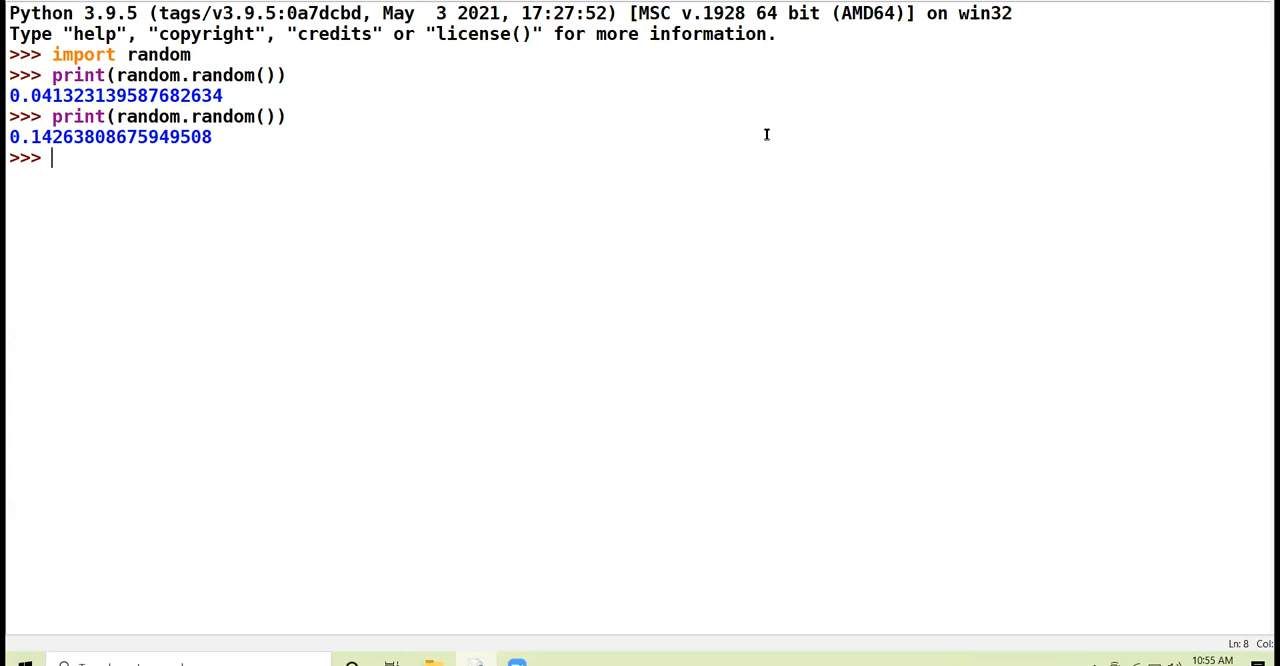 Python 3.9.5 (tags/v3.9.5:0a7dcbd, May  3 2021, 17:27:52) [MSC v.1928 64 bit (AMD64)] on win32
Type "help", "copyright", "credits" or "license()" for more information.
>>> import random
>>> print(random.random())
0.041323139587682634
>>> print(random.random())
0.14263808675949508
>>>
Ln: 8 Col:
10:55 AM